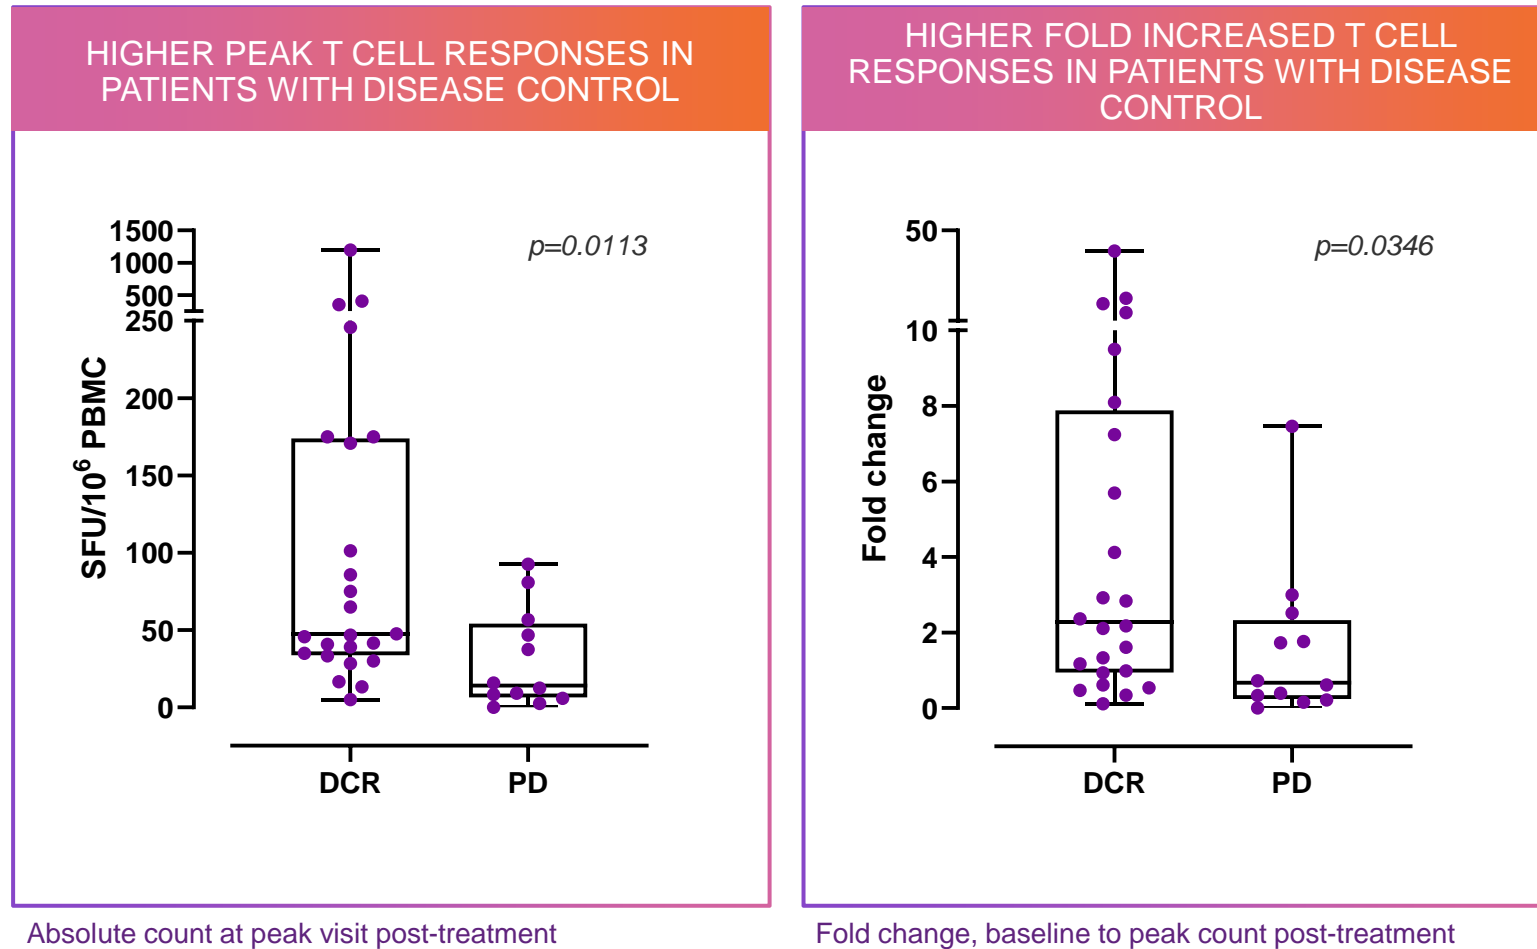 HIGHER PEAK T CELL RESPONSES IN
PATIENTS WITH DISEASE CONTROL
1500
1000
500
250
200
150
100
50
0
SFU/10⁶ PBMC
p=0.0113
DCR
PD
Absolute count at peak visit post-treatment
HIGHER FOLD INCREASED T CELL
RESPONSES IN PATIENTS WITH DISEASE
CONTROL
50
10
8
6
4
2
0
Fold change
p=0.0346
DCR
PD
Fold change, baseline to peak count post-treatment